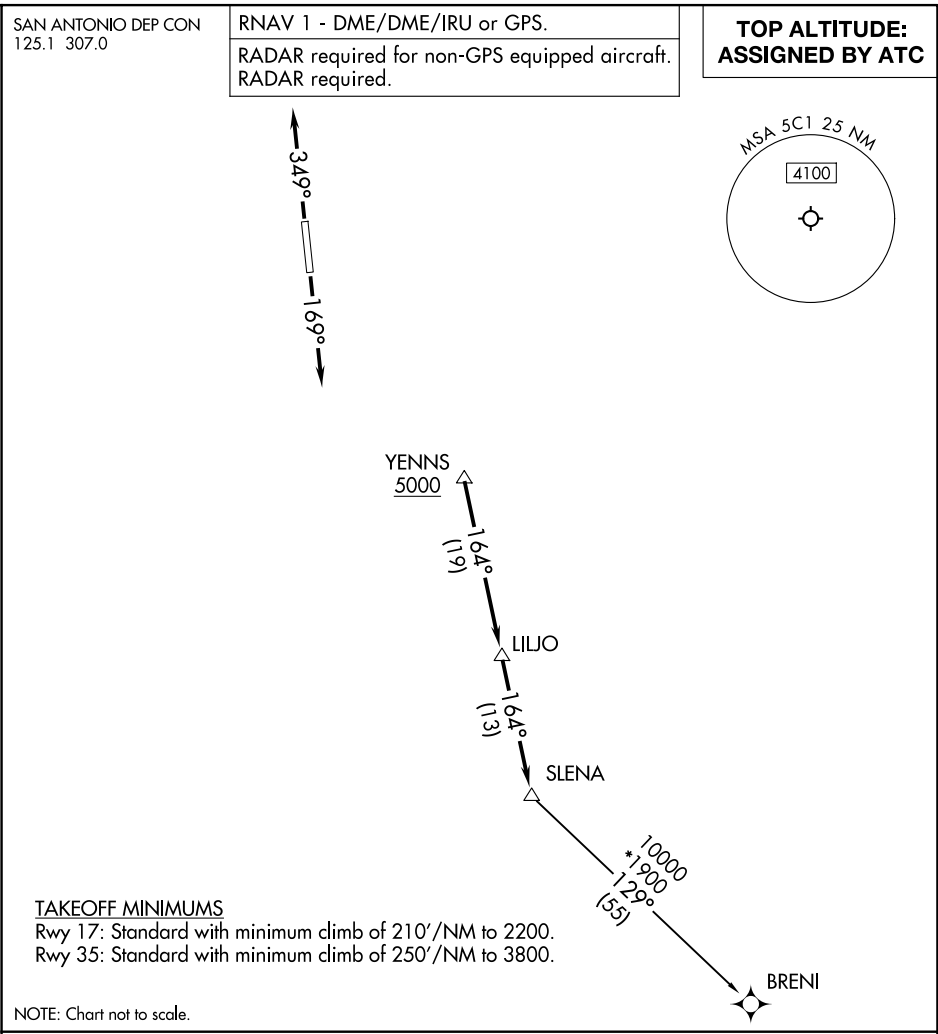 SAN ANTONIO DEP CON
125.1 307.0
RNAV 1 - DME/DME/IRU or GPS.
RADAR required for non-GPS equipped aircraft.
RADAR required.
TOP ALTITUDE:
ASSIGNED BY ATC
MSA 5C1 25 NM
4100
349°
169°
YENNS
5000
164°
(19)
LILJO
164°
(13)
SLENA
10000
*1900
129°
(55)
BRENI
TAKEOFF MINIMUMS
Rwy 17: Standard with minimum climb of 210'/NM to 2200.
Rwy 35: Standard with minimum climb of 250'/NM to 3800.
NOTE: Chart not to scale.